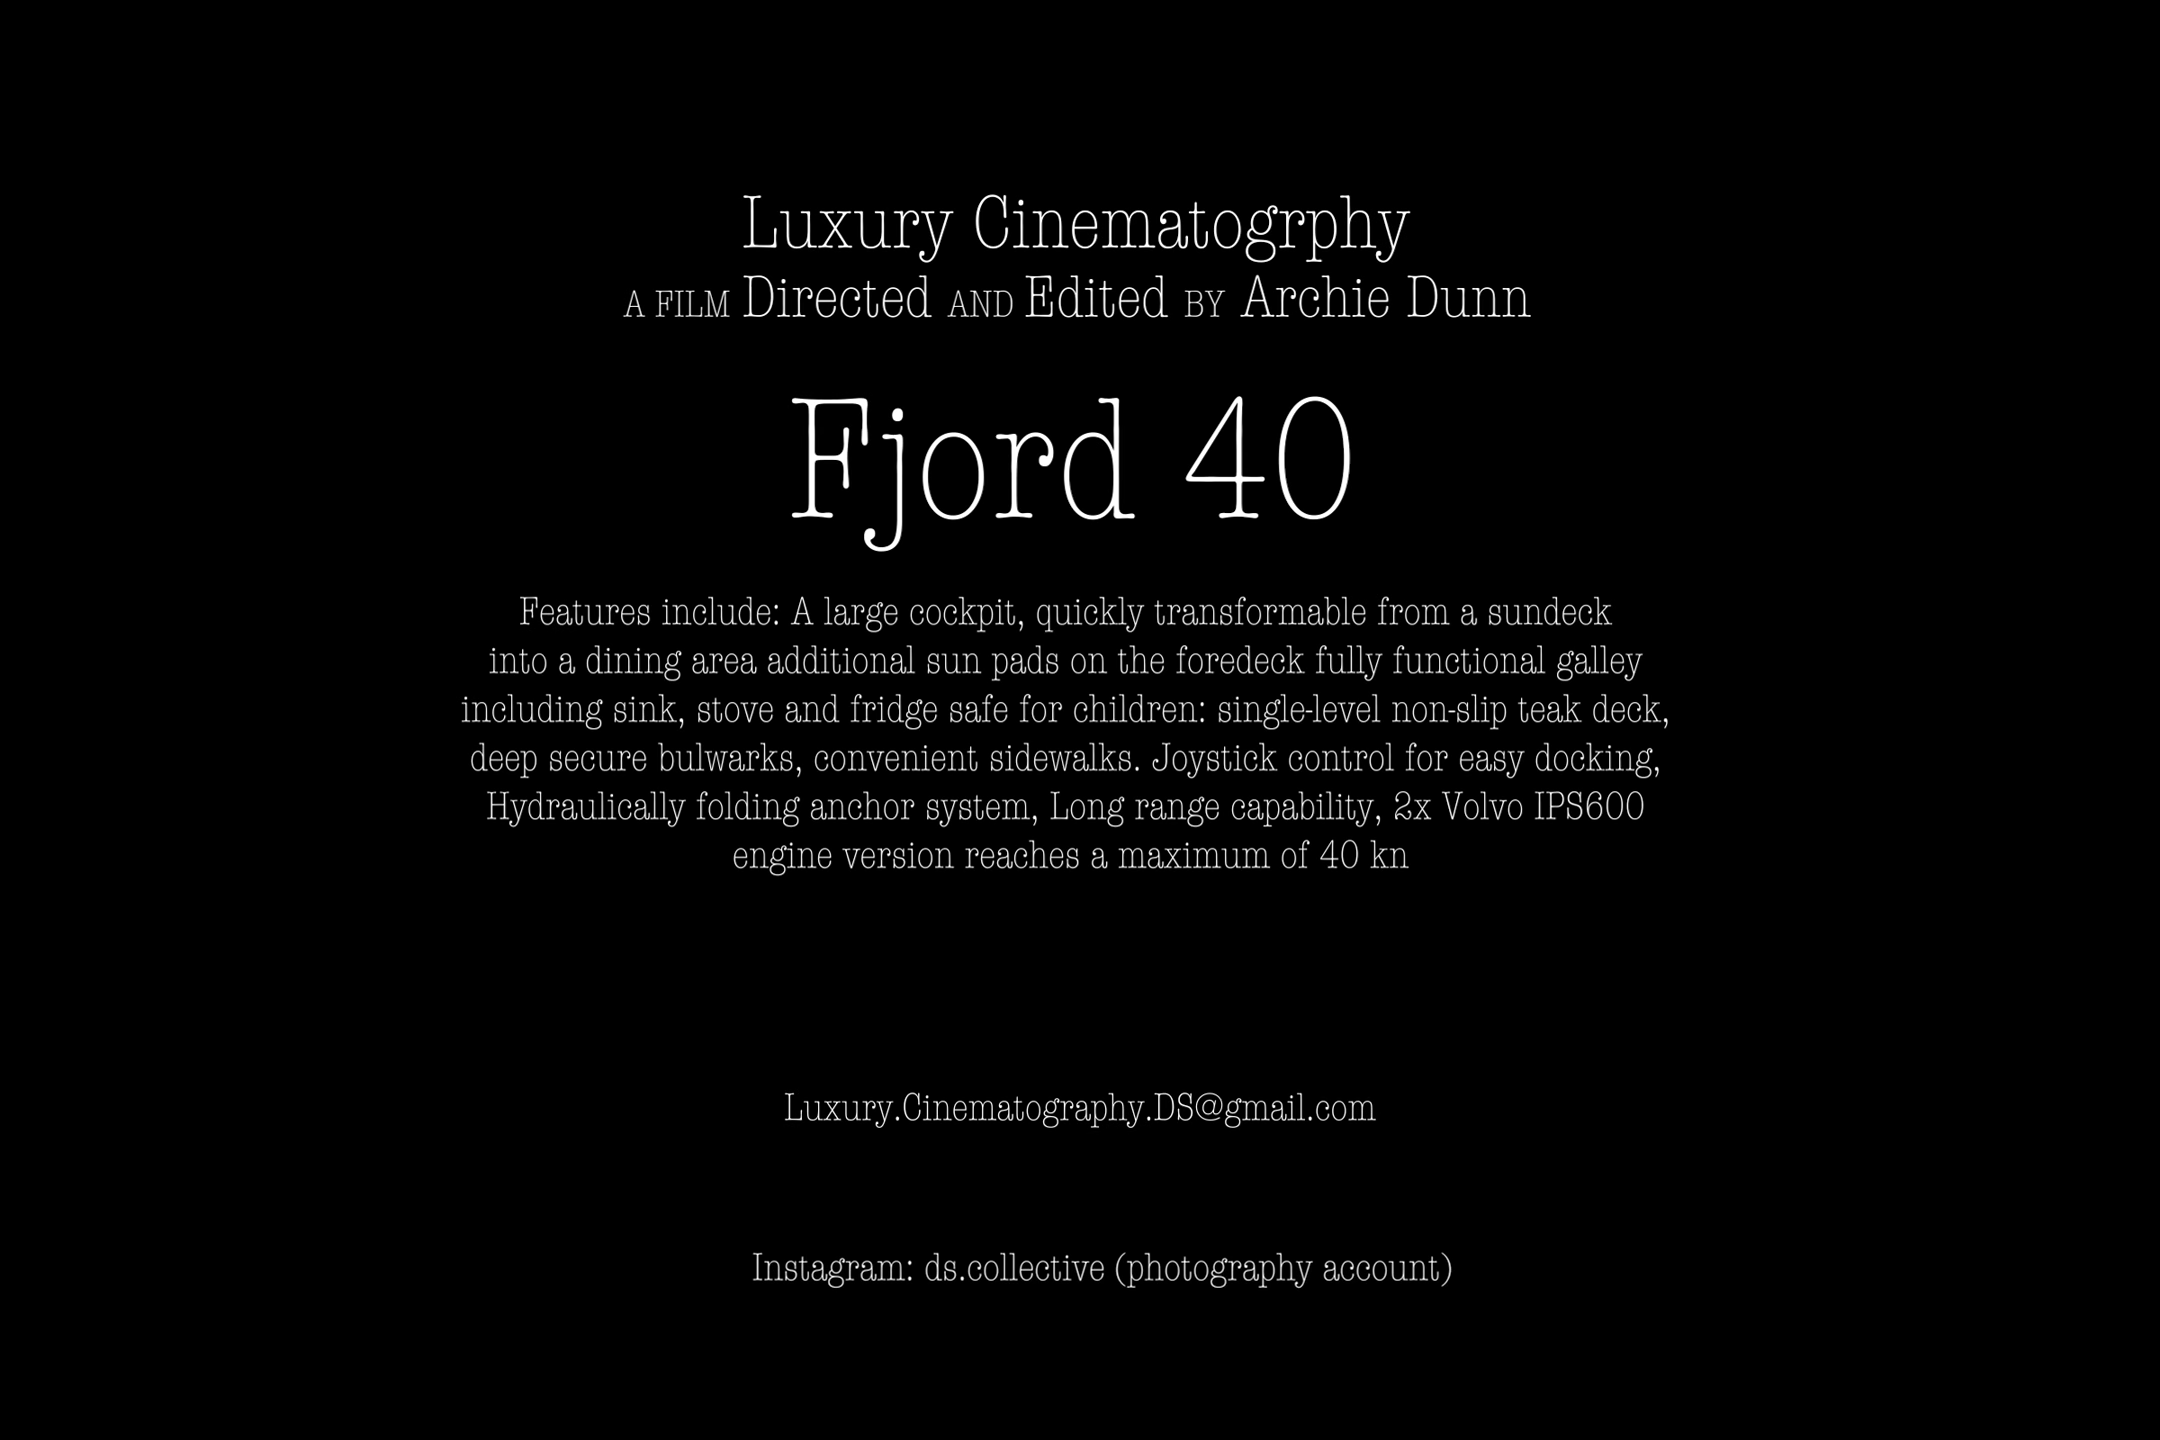 Luxury Cinematogrphy
A FILM Directed AND Edited BY Archie Dunn
Fjord 40
Features include: A large cockpit, quickly transformable from a sundeck
into a dining area additional sun pads on the foredeck fully functional galley
including sink, stove and fridge safe for children: single-level non-slip teak deck,
deep secure bulwarks, convenient sidewalks. Joystick control for easy docking,
Hydraulically folding anchor system, Long range capability, 2x Volvo IPS600
engine version reaches a maximum of 40 kn
Luxury.Cinematography.DS@gmail.com
Instagram: ds.collective (photography account)